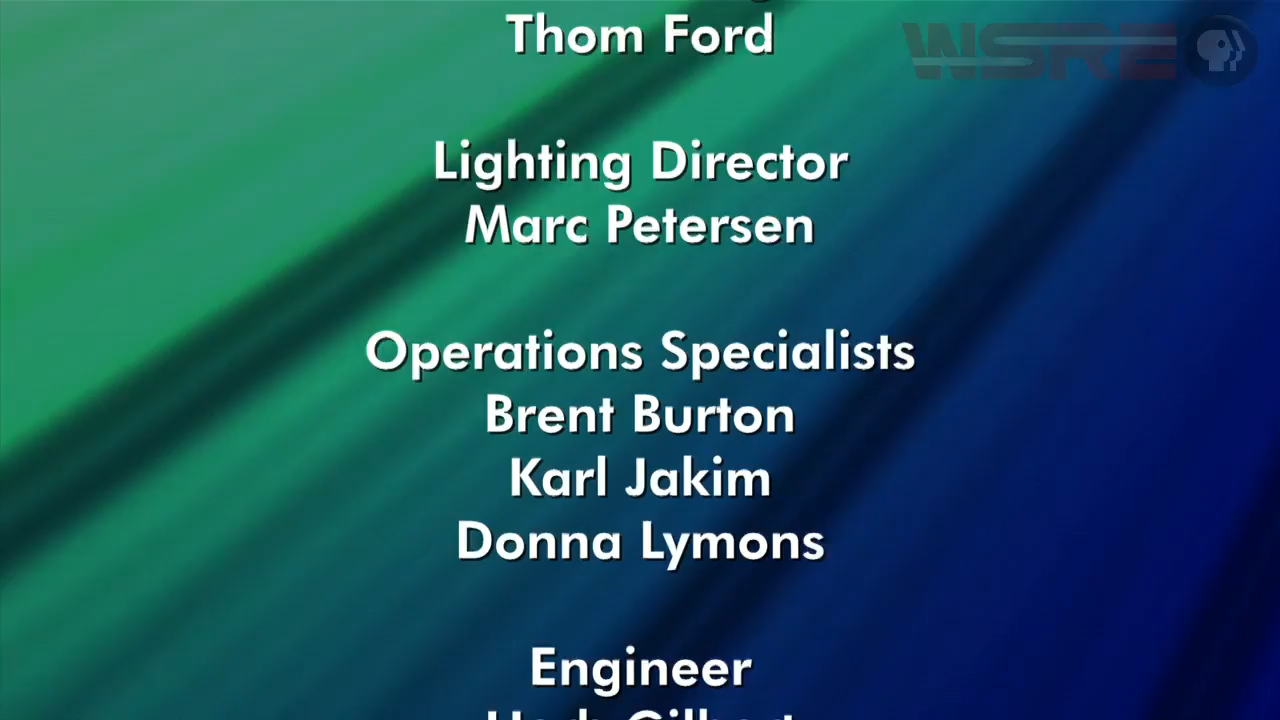 Thom Ford
WSRE
Lighting Director
Marc Petersen
Operations Specialists
Brent Burton
Karl Jakim
Donna Lymons
Engineer